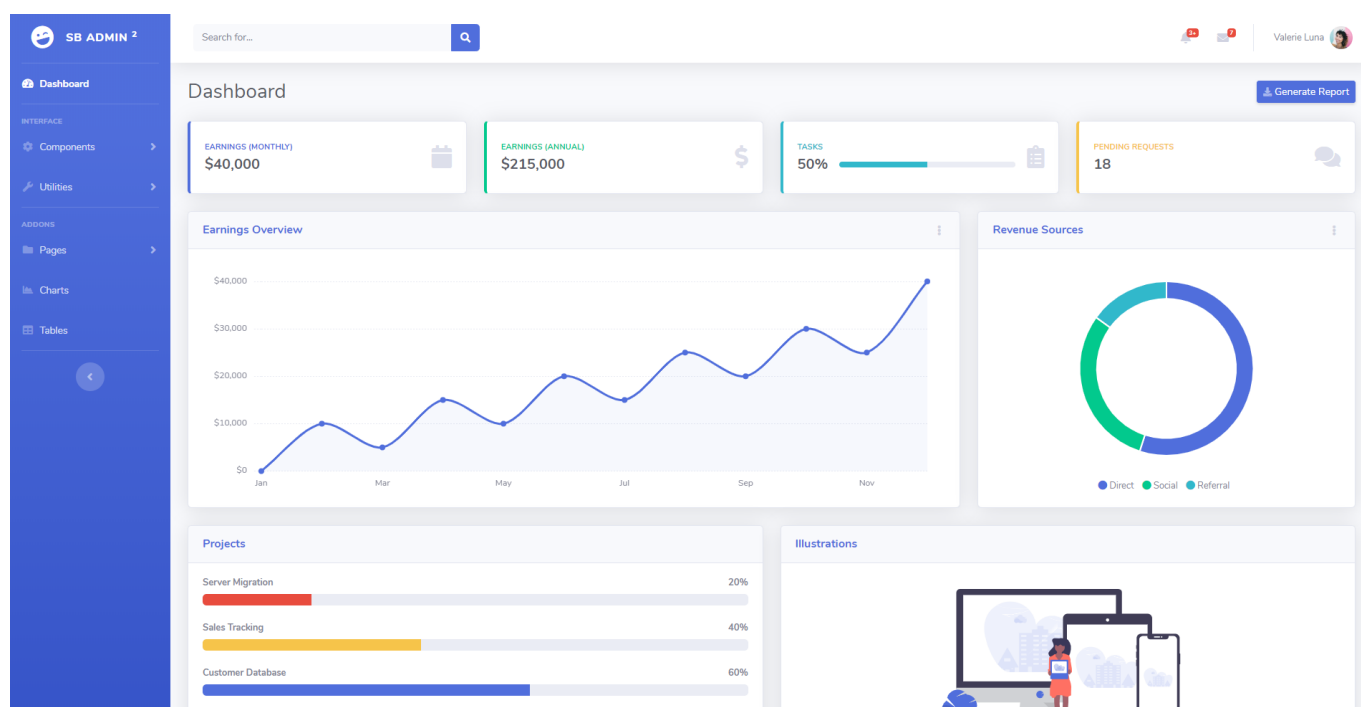 SB ADMIN 2
Search for...
3+
7
Valerie Luna
Dashboard
INTERFACE
Components
Utilities
ADDONS
Pages
Charts
Tables
Dashboard
Generate Report
EARNINGS (MONTHLY)
$40,000
EARNINGS (ANNUAL)
$215,000
TASKS
50%
PENDING REQUESTS
18
Earnings Overview
$40,000
$30,000
$20,000
$10,000
$0
Jan Mar May Jul Sep Nov
Revenue Sources
Direct Social Referral
Projects
Server Migration 20%
Sales Tracking 40%
Customer Database 60%
Illustrations